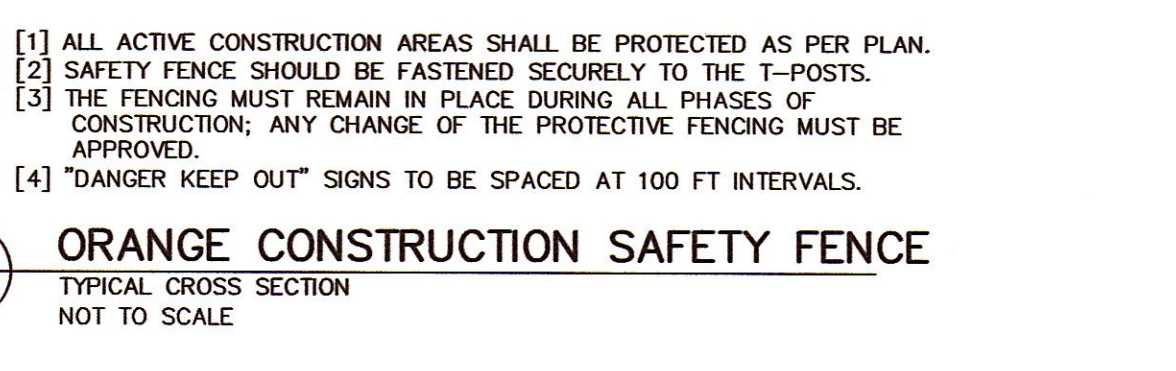 [1] ALL ACTIVE CONSTRUCTION AREAS SHALL BE PROTECTED AS PER PLAN.
[2] SAFETY FENCE SHOULD BE FASTENED SECURELY TO THE T-POSTS.
[3] THE FENCING MUST REMAIN IN PLACE DURING ALL PHASES OF
CONSTRUCTION; ANY CHANGE OF THE PROTECTIVE FENCING MUST BE
APPROVED.
[4] "DANGER KEEP OUT" SIGNS TO BE SPACED AT 100 FT INTERVALS.
ORANGE CONSTRUCTION SAFETY FENCE
TYPICAL CROSS SECTION
NOT TO SCALE